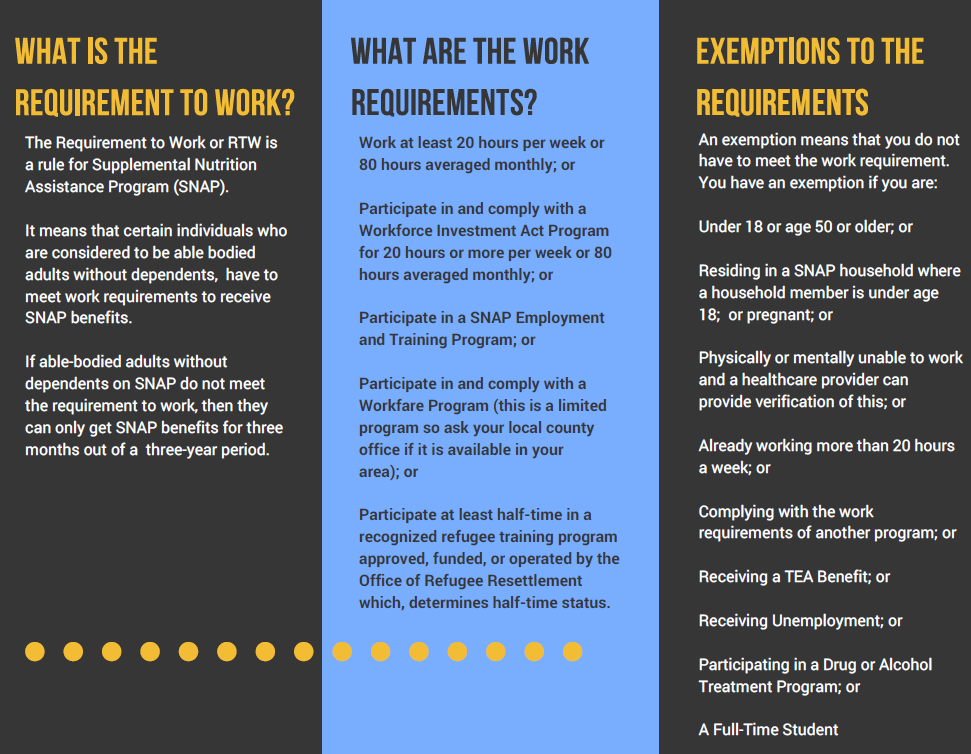 WHAT IS THE
REQUIREMENT TO WORK?
The Requirement to Work or RTW is
a rule for Supplemental Nutrition
Assistance Program (SNAP).
It means that certain individuals who
are considered to be able bodied
adults without dependents,  have to
meet work requirements to receive
SNAP benefits.
If able-bodied adults without
dependents on SNAP do not meet
the requirement to work, then they
can only get SNAP benefits for three
months out of a  three-year period.
WHAT ARE THE WORK
REQUIREMENTS?
Work at least 20 hours per week or
80 hours averaged monthly; or
Participate in and comply with a
Workforce Investment Act Program
for 20 hours or more per week or 80
hours averaged monthly; or
Participate in a SNAP Employment
and Training Program; or
Participate in and comply with a
Workfare Program (this is a limited
program so ask your local county
office if it is available in your
area); or
Participate at least half-time in a
recognized refugee training program
approved, funded, or operated by the
Office of Refugee Resettlement
which, determines half-time status.
EXEMPTIONS TO THE
REQUIREMENTS
An exemption means that you do not
have to meet the work requirement.
You have an exemption if you are:
Under 18 or age 50 or older; or
Residing in a SNAP household where
a household member is under age
18;  or pregnant; or
Physically or mentally unable to work
and a healthcare provider can
provide verification of this; or
Already working more than 20 hours
a week; or
Complying with the work
requirements of another program; or
Receiving a TEA Benefit; or
Receiving Unemployment; or
Participating in a Drug or Alcohol
Treatment Program; or
A Full-Time Student